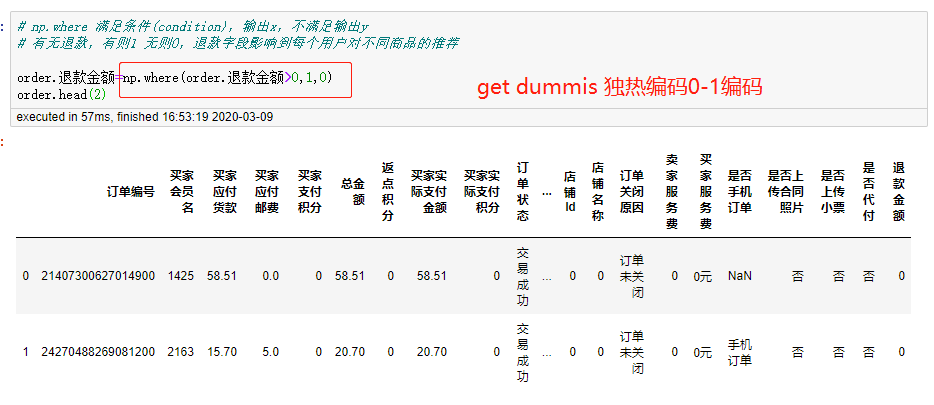 :
# np.where 满足条件(condision)，输出x，不满足输出y
# 有无退款，有则1 无则0，退款字段影响到每个用户对不同商品的推荐
order.退款金额=np.where(order.退款金额>0,1,0)
order.head(2)
get dummis 独热编码0-1编码
executed in 57ms, finished 16:53:19 2020-03-09
:
订单编号 买家会员名 买家应付货款 买家应付邮费 买家支付积分 总金额 返点积分 买家实际支付金额 买家实际支付积分 订单状态 ... 店铺Id 店铺名称 订单关闭原因 卖家服务费 买家服务费 是否手机订单 是否上传合同照片 是否上传小票 是否代付 退款金额
0 21407300627014900 1425 58.51 0.0 0 58.51 0 58.51 0 交易成功 ... 0 0 订单未关闭 0 0元 NaN 否 否 否 0
1 24270488269081200 2163 15.70 5.0 0 20.70 0 20.70 0 交易成功 ... 0 0 订单未关闭 0 0元 手机订单 否 否 否 0